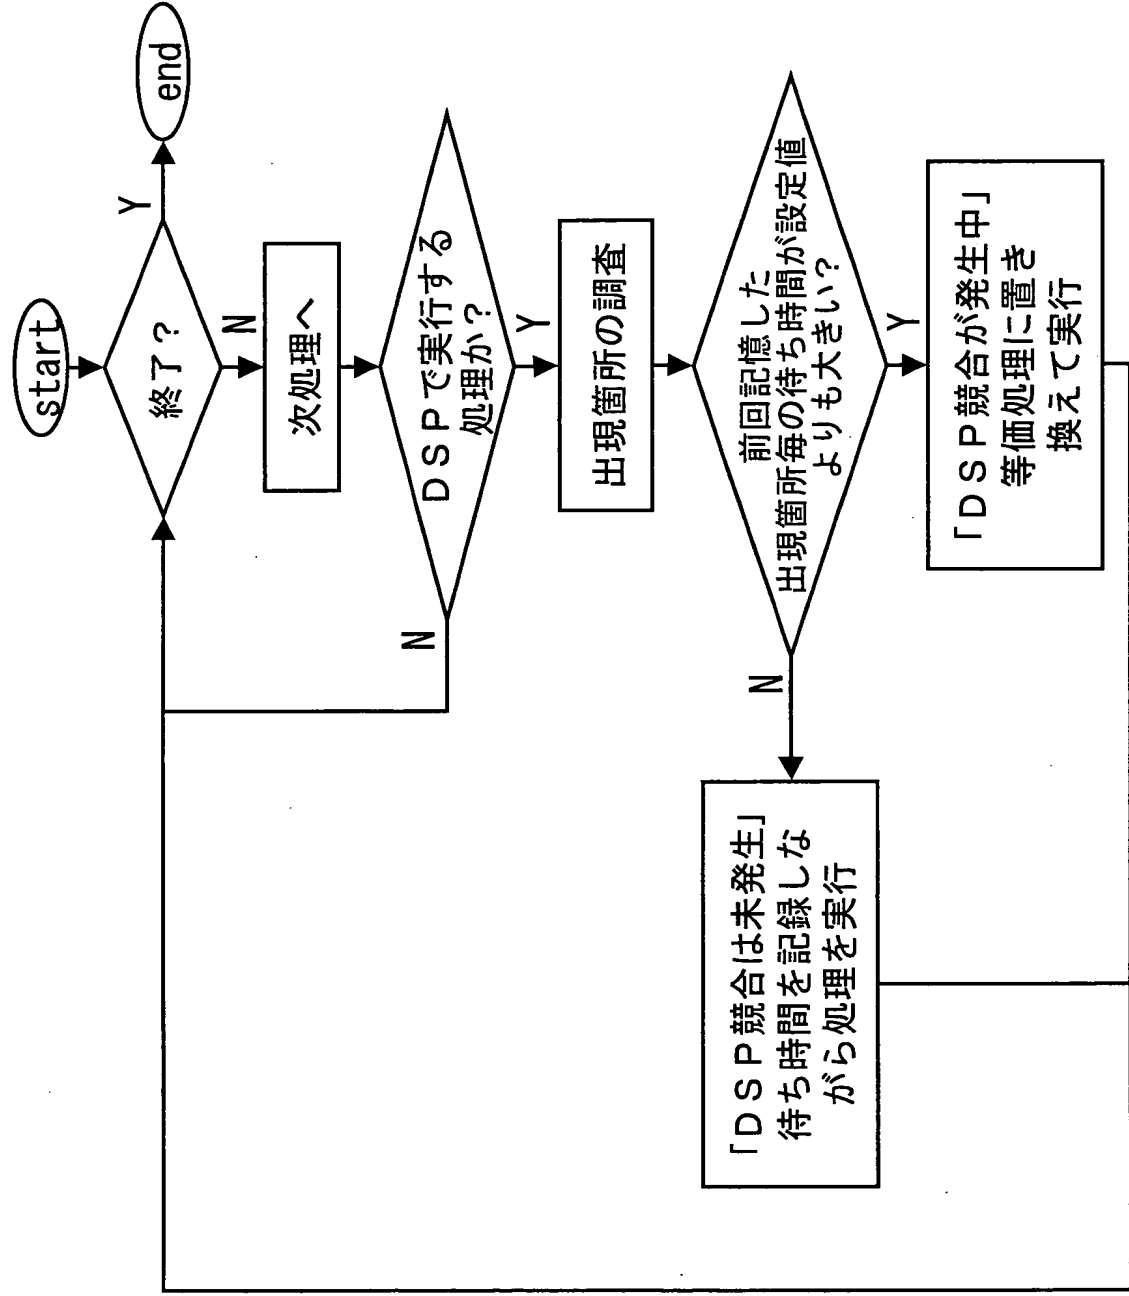 start
終了?
Y
end
N
次処理へ
DSPで実行する
処理か?
N
Y
出現箇所の調査
前回記憶した
出現箇所毎の待ち時間が設定値
よりも大きい?
N
Y
「DSP競合は未発生」
待ち時間を記録しな
がら処理を実行
「DSP競合が発生中」
等価処理に置き
換えて実行